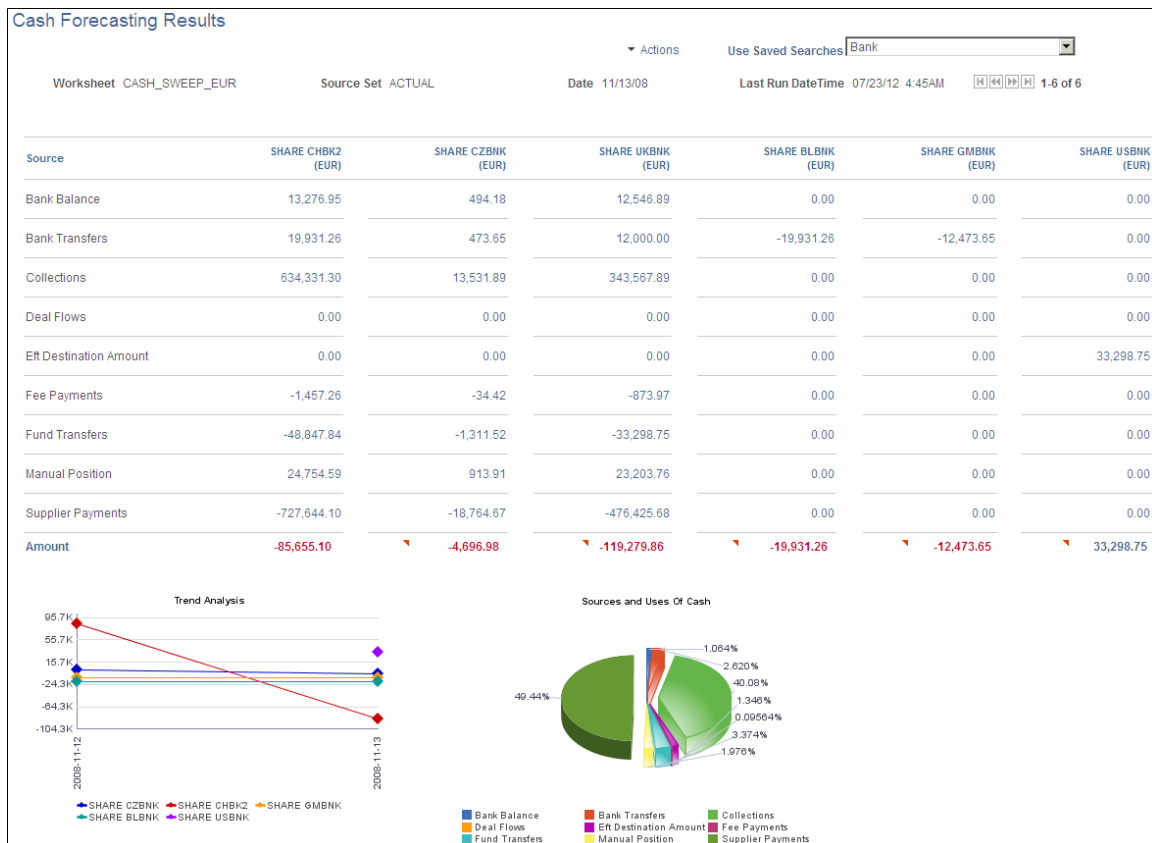 Cash Forecasting Results
Actions Use Saved Searches Bank
Worksheet CASH_SWEEP_EUR Source Set ACTUAL Date 11/13/08 Last Run DateTime 07/23/12 4:45AM 1-6 of 6
Source SHARE CHBK2 (EUR) SHARE CZBNK (EUR) SHARE UKBNK (EUR) SHARE BLBNK (EUR) SHARE GMBNK (EUR) SHARE USBNK (EUR)
Bank Balance 13,276.95 494.18 12,546.89 0.00 0.00 0.00
Bank Transfers 19,931.26 473.65 12,000.00 -19,931.26 -12,473.65 0.00
Collections 634,331.30 13,531.89 343,567.89 0.00 0.00 0.00
Deal Flows 0.00 0.00 0.00 0.00 0.00 0.00
Eft Destination Amount 0.00 0.00 0.00 0.00 0.00 33,298.75
Fee Payments -1,457.26 -34.42 -873.97 0.00 0.00 0.00
Fund Transfers -48,847.84 -1,311.52 -33,298.75 0.00 0.00 0.00
Manual Position 24,754.59 913.91 23,203.76 0.00 0.00 0.00
Supplier Payments -727,644.10 -18,764.67 -476,425.68 0.00 0.00 0.00
Amount -85,655.10 -4,696.98 -119,279.86 -19,931.26 -12,473.65 33,298.75
Trend Analysis
95.7K
55.7K
15.7K
-24.3K
-64.3K
-104.3K
2008-11-12
2008-11-13
SHARE CZBNK SHARE CHBK2 SHARE GMBNK
SHARE BLBNK SHARE USBNK
Sources and Uses Of Cash
1.064%
2.620%
40.08%
1.346%
0.09564%
3.374%
1.976%
49.44%
Bank Balance Bank Transfers Collections
Deal Flows Eft Destination Amount Fee Payments
Fund Transfers Manual Position Supplier Payments